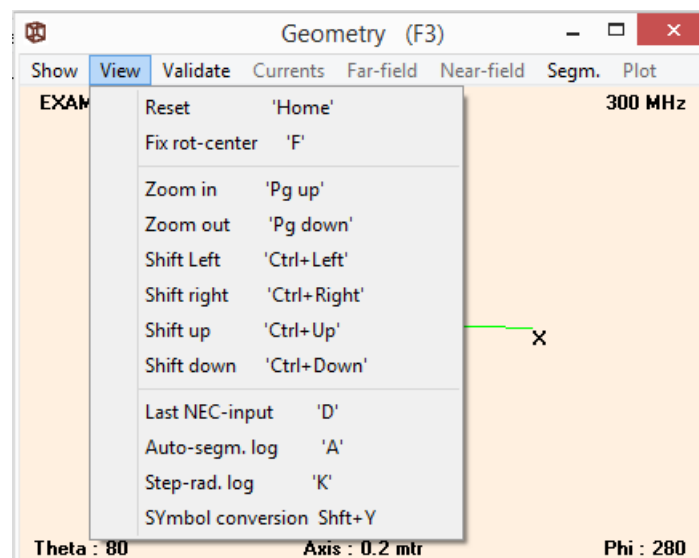 Geometry (F3)
Show View Validate Currents Far-field Near-field Segm. Plot
EXAM 300 MHz
Reset 'Home'
Fix rot-center 'F'
Zoom in 'Pg up'
Zoom out 'Pg down'
Shift Left 'Ctrl+Left'
Shift right 'Ctrl+Right'
Shift up 'Ctrl+Up'
Shift down 'Ctrl+Down'
X
Last NEC-input 'D'
Auto-segm. log 'A'
Step-rad. log 'K'
SYmbol conversion Shft+Y
Theta : 80 Axis : 0.2 mtr Phi : 280